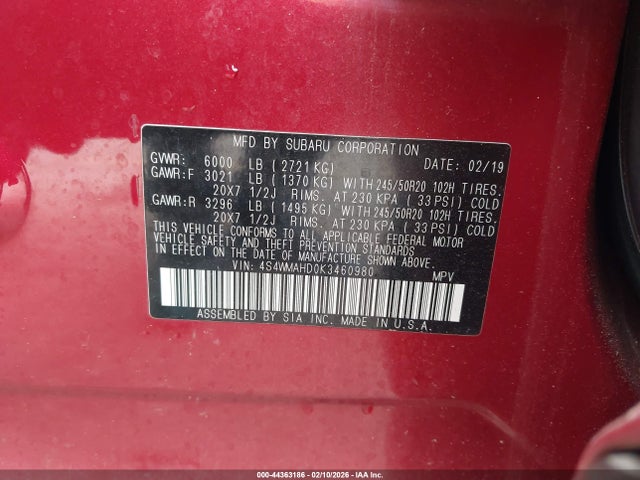 MFD BY SUBARU CORPORATION
GVWR: 6000 LB (2721 KG) DATE: 02/19
GAWR:F 3021 LB (1370 KG) WITH 245/50R20 102H TIRES.
20X7 1/2J RIMS. AT 230 KPA (33 PSI) COLD
GAWR:R 3296 LB (1495 KG) WITH 245/50R20 102H TIRES.
20X7 1/2J RIMS. AT 230 KPA (33 PSI) COLD
THIS VEHICLE CONFORMS TO ALL APPLICABLE FEDERAL MOTOR
VEHICLE SAFETY AND THEFT PREVENTION STANDARDS IN
EFFECT ON THE DATE OF MANUFACTURE SHOWN ABOVE.
VIN: 4S4WMAHD0K3460980 MPV
ASSEMBLED BY SIA INC. MADE IN U.S.A.
000-44363186 - 02/10/2026 - IAA Inc.